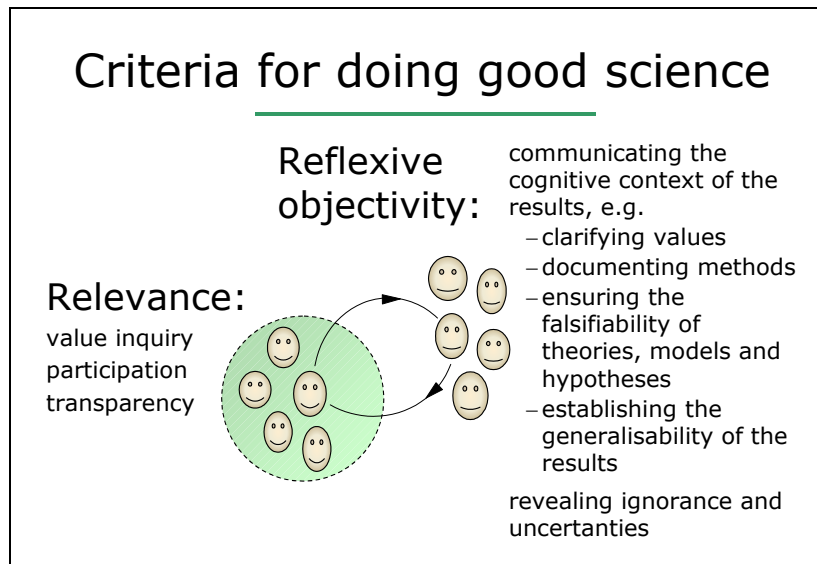 Criteria for doing good science
Reflexive
objectivity:
communicating the
cognitive context of the
results, e.g.
–clarifying values
–documenting methods
–ensuring the
falsifiability of
theories, models and
hypotheses
–establishing the
generalisability of the
results
revealing ignorance and
uncertanties
Relevance:
value inquiry
participation
transparency